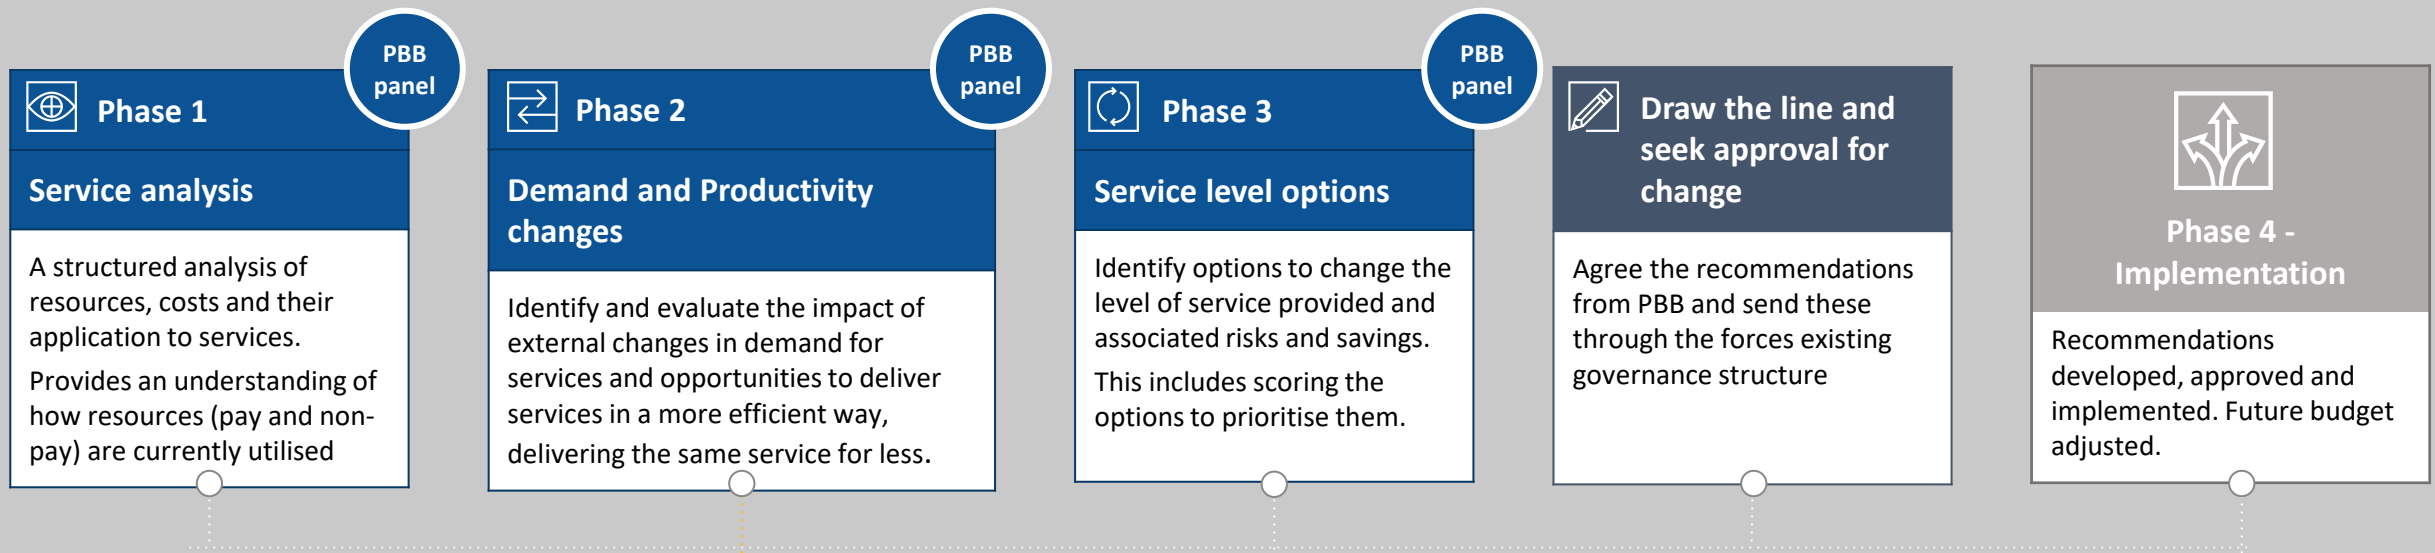 PBB
panel
Phase 1
Service analysis
A structured analysis of
resources, costs and their
application to services.
Provides an understanding of
how resources (pay and non-
pay) are currently utilised
PBB
panel
Phase 2
Demand and Productivity
changes
Identify and evaluate the impact of
external changes in demand for
services and opportunities to deliver
services in a more efficient way,
delivering the same service for less.
PBB
panel
Phase 3
Service level options
Identify options to change the
level of service provided and
associated risks and savings.
This includes scoring the
options to prioritise them.
Draw the line and
seek approval for
change
Agree the recommendations
from PBB and send these
through the forces existing
governance structure
Phase 4 -
Implementation
Recommendations
developed, approved and
implemented. Future budget
adjusted.